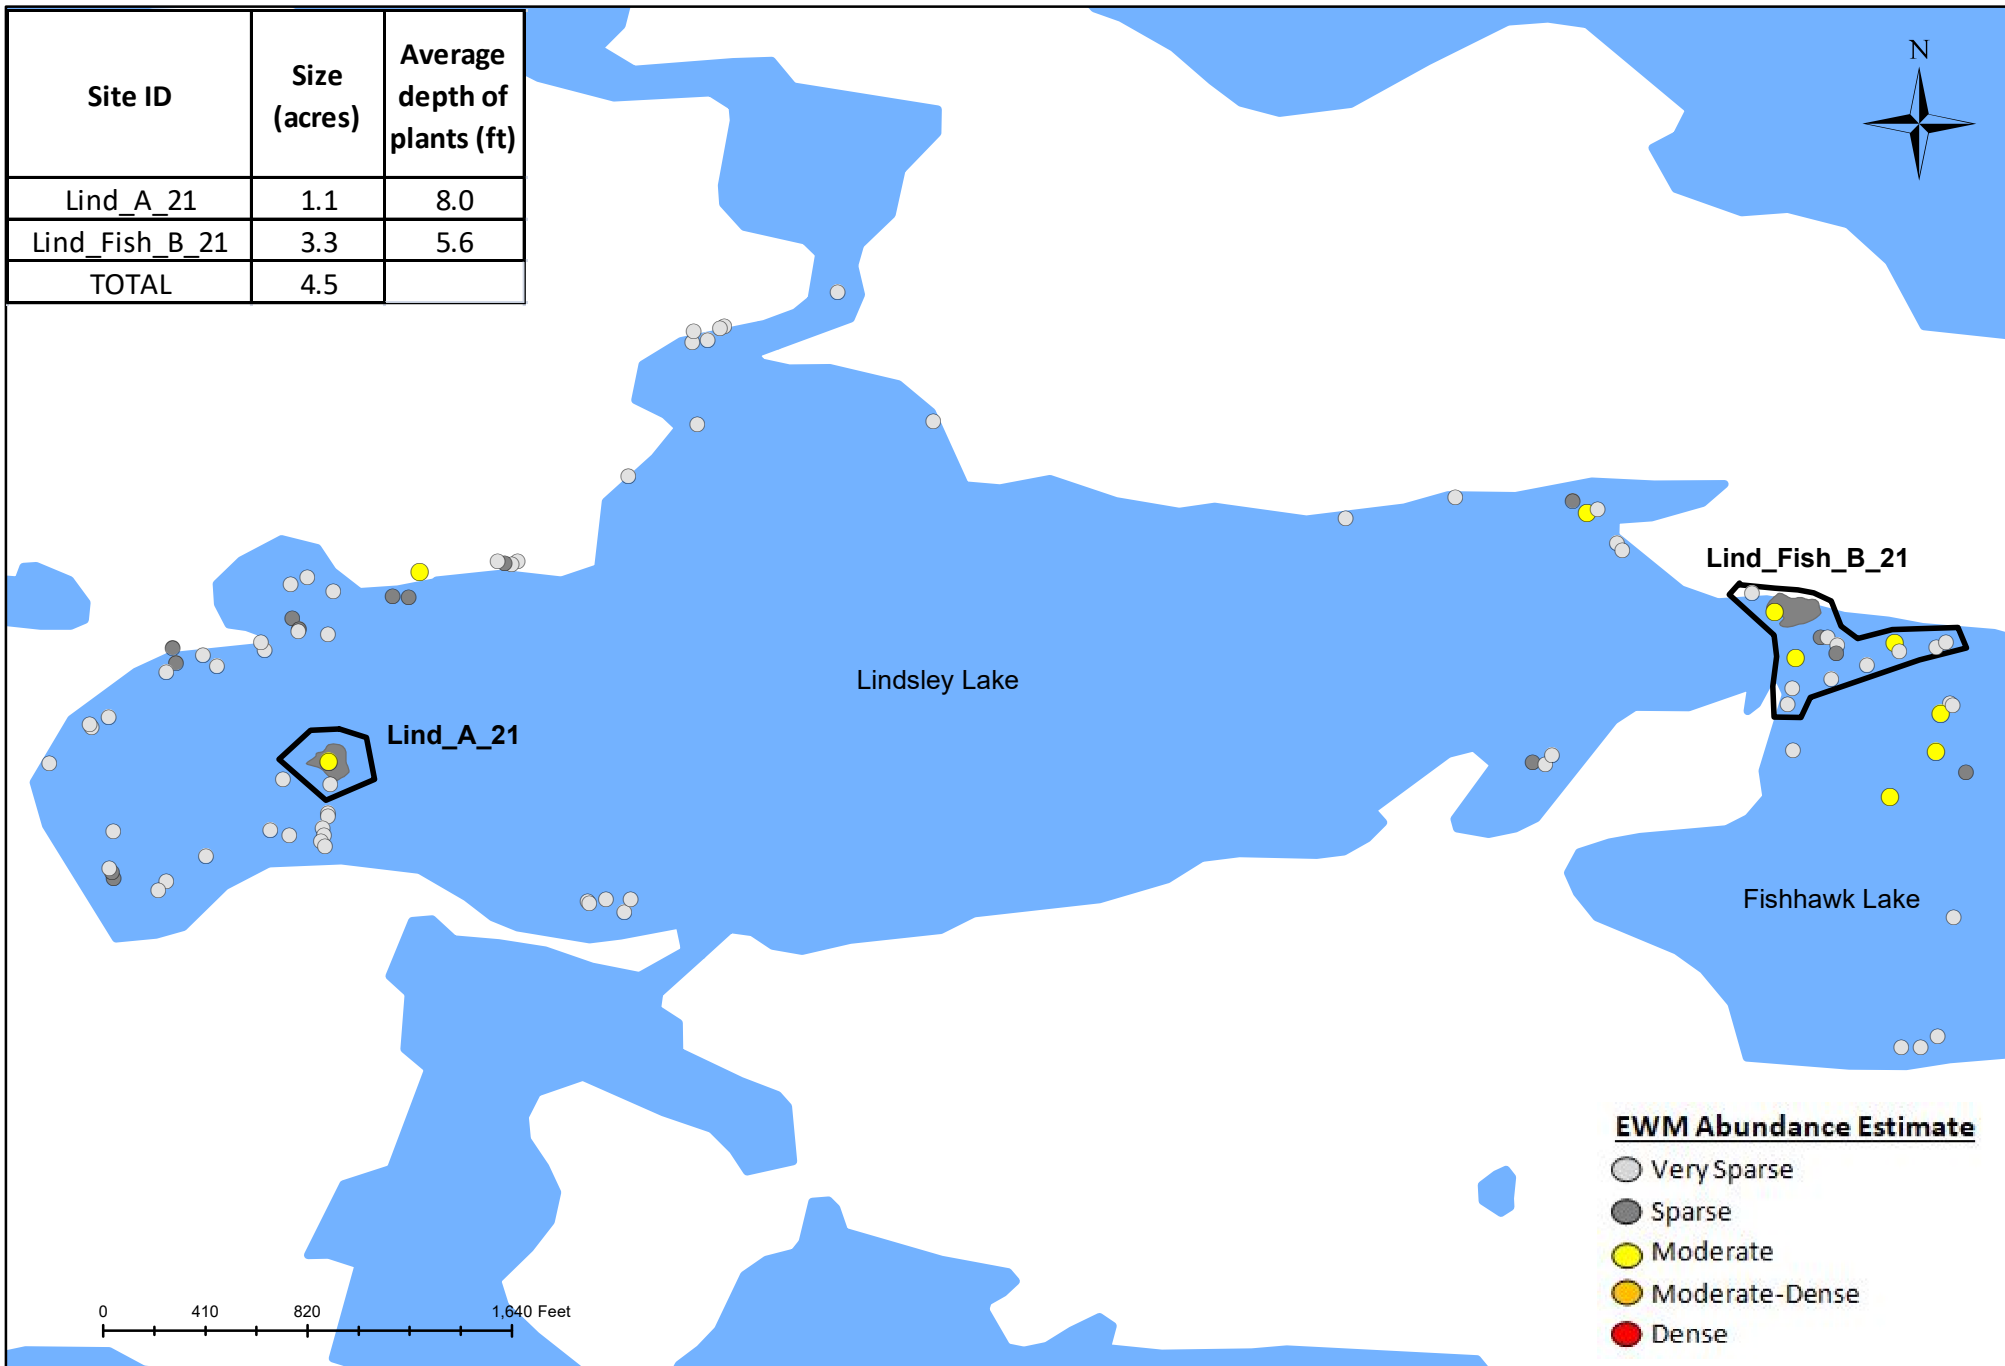 Site ID
Size
(acres)
Average
depth of
plants (ft)
Lind_A_21 1.1 8.0
Lind_Fish_B_21 3.3 5.6
TOTAL 4.5
N
Lind_Fish_B_21
Lindsley Lake
Lind_A_21
Fishhawk Lake
EWM Abundance Estimate
Very Sparse
Sparse
Moderate
Moderate-Dense
Dense
0 410 820 1,640 Feet